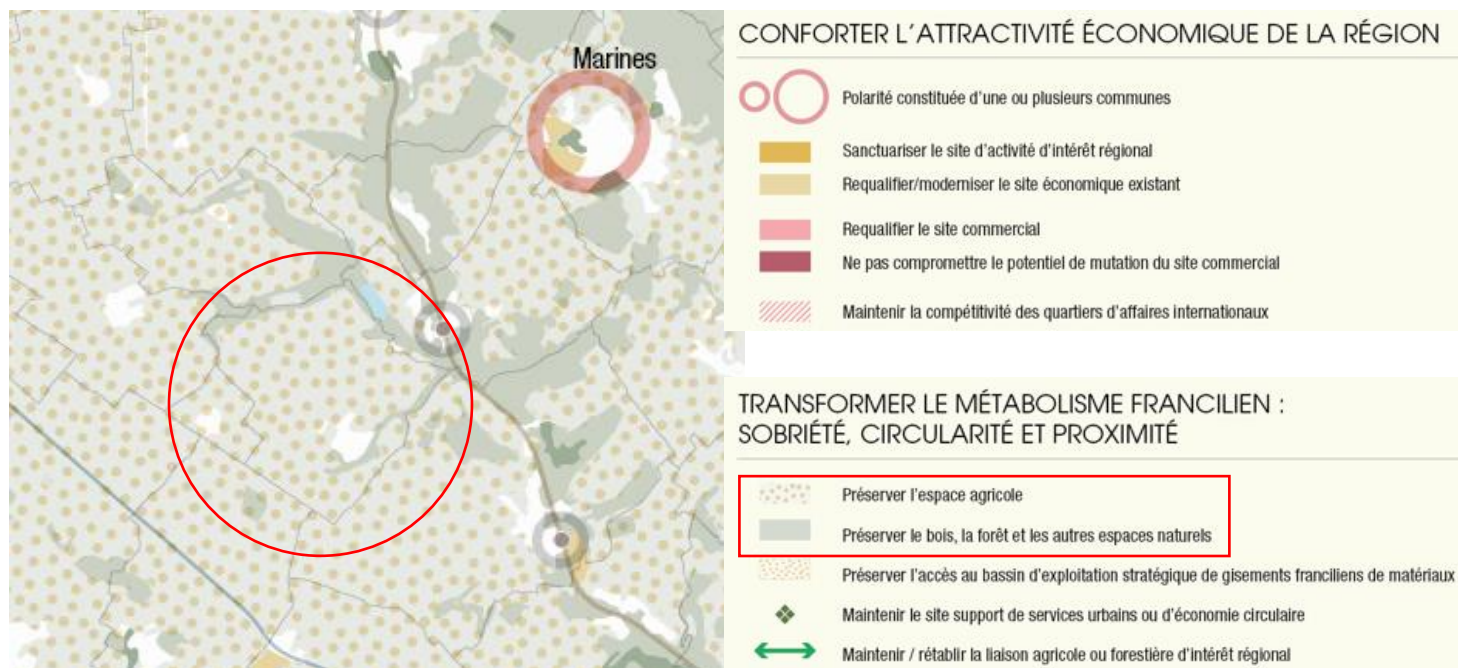 Marines
CONFORTER L'ATTRACTIVITÉ ÉCONOMIQUE DE LA RÉGION
Polarité constituée d'une ou plusieurs communes
Sanctuariser le site d'activité d'intérêt régional
Requalifier/moderniser le site économique existant
Requalifier le site commercial
Ne pas compromettre le potentiel de mutation du site commercial
Maintenir la compétitivité des quartiers d'affaires internationaux
TRANSFORMER LE MÉTABOLISME FRANCILIEN :
SOBRIÉTÉ, CIRCULARITÉ ET PROXIMITÉ
Préserver l'espace agricole
Préserver le bois, la forêt et les autres espaces naturels
Préserver l'accès au bassin d'exploitation stratégique de gisements franciliens de matériaux
Maintenir le site support de services urbains ou d'économie circulaire
Maintenir / rétablir la liaison agricole ou forestière d'intérêt régional